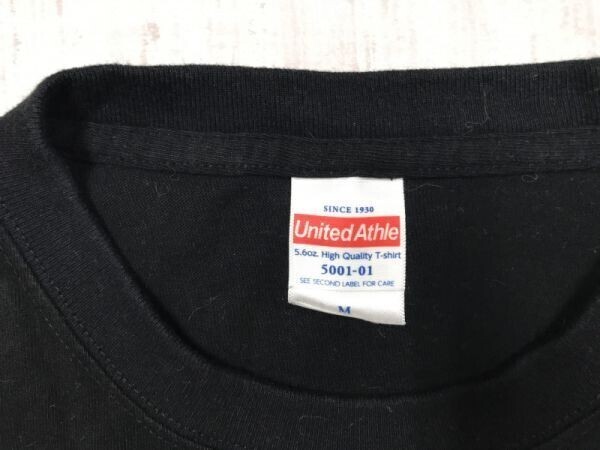 SINCE 1930
United Athle
5.6oz. High Quality T-shirt
5001-01
SEE SECOND LABEL FOR CARE
M